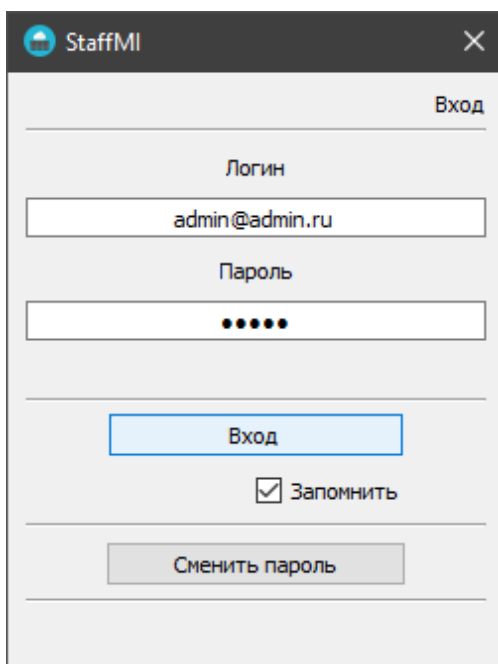 StaffMI
Вход
Логин
admin@admin.ru
Пароль
•••••
Вход
Запомнить
Сменить пароль